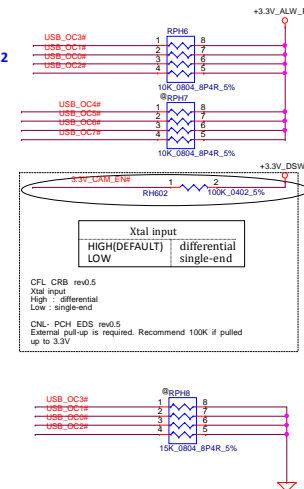 +3.3V_ALW_P
RPH6
USB_OC3# 1 8
USB_OC1# 2 7
USB_OC0# 3 6
USB_OC2# 4 5
2
10K_0804_8P4R_5%
@RPH7
USB_OC4# 1 8
USB_OC5# 2 7
USB_OC6# 3 6
USB_OC7# 4 5
10K_0804_8P4R_5%
+3.3V_DSW
3.3V_CAM_EN# 1 2
RH602 100K_0402_5%
Xtal input
HIGH(DEFAULT) differential
LOW single-end
CFL CRB rev0.5
Xtal input
High : differential
Low : single-end
CNL- PCH EDS rev0.5
External pull-up is required. Recommend 100K if pulled
up to 3.3V
@RPH8
USB_OC3# 1 8
USB_OC1# 2 7
USB_OC0# 3 6
USB_OC2# 4 5
15K_0804_8P4R_5%